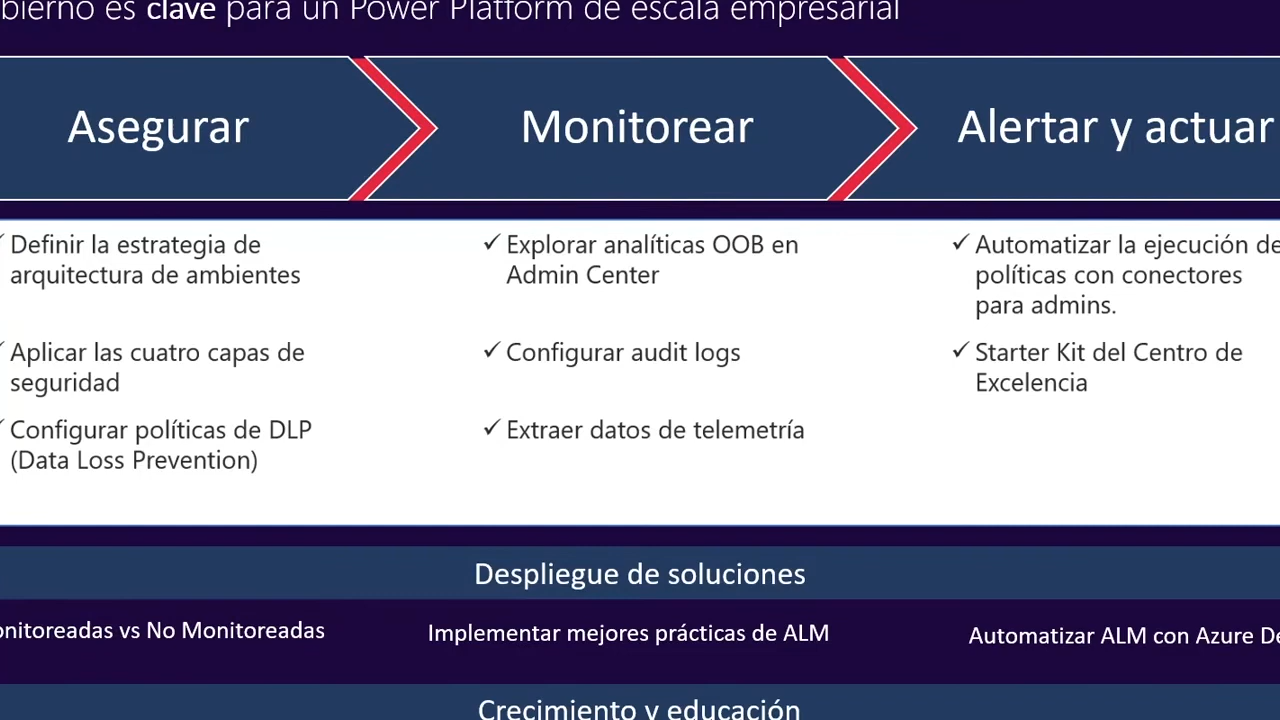 bierno es clave para un Power Platform de escala empresarial
Asegurar
Monitorear
Alertar y actuar
✓ Definir la estrategia de
arquitectura de ambientes
✓ Aplicar las cuatro capas de
seguridad
✓ Configurar políticas de DLP
(Data Loss Prevention)
✓ Explorar analíticas OOB en
Admin Center
✓ Configurar audit logs
✓ Extraer datos de telemetría
✓ Automatizar la ejecución de
políticas con conectores
para admins.
✓ Starter Kit del Centro de
Excelencia
Despliegue de soluciones
onitoreadas vs No Monitoreadas
Implementar mejores prácticas de ALM
Automatizar ALM con Azure De
Crecimiento y educación